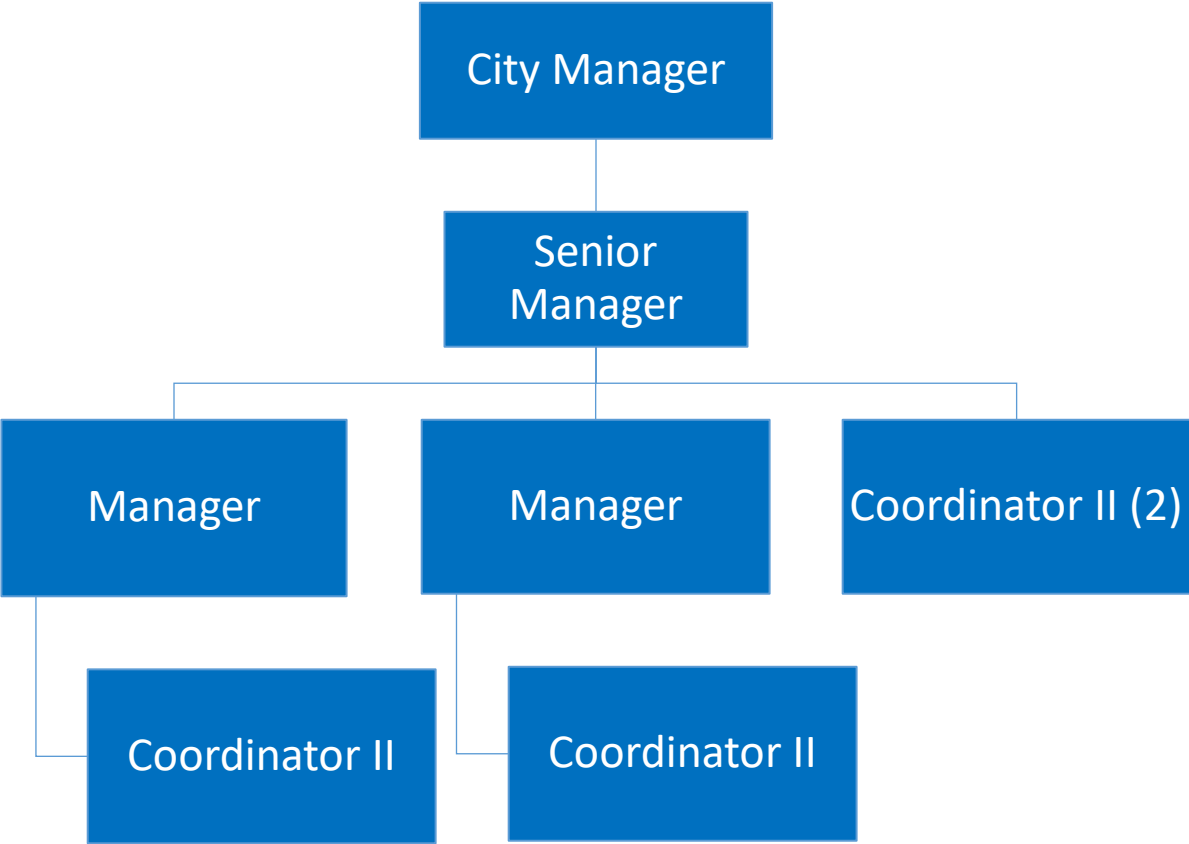 City Manager
Senior
Manager
Manager
Manager
Coordinator II (2)
Coordinator II
Coordinator II